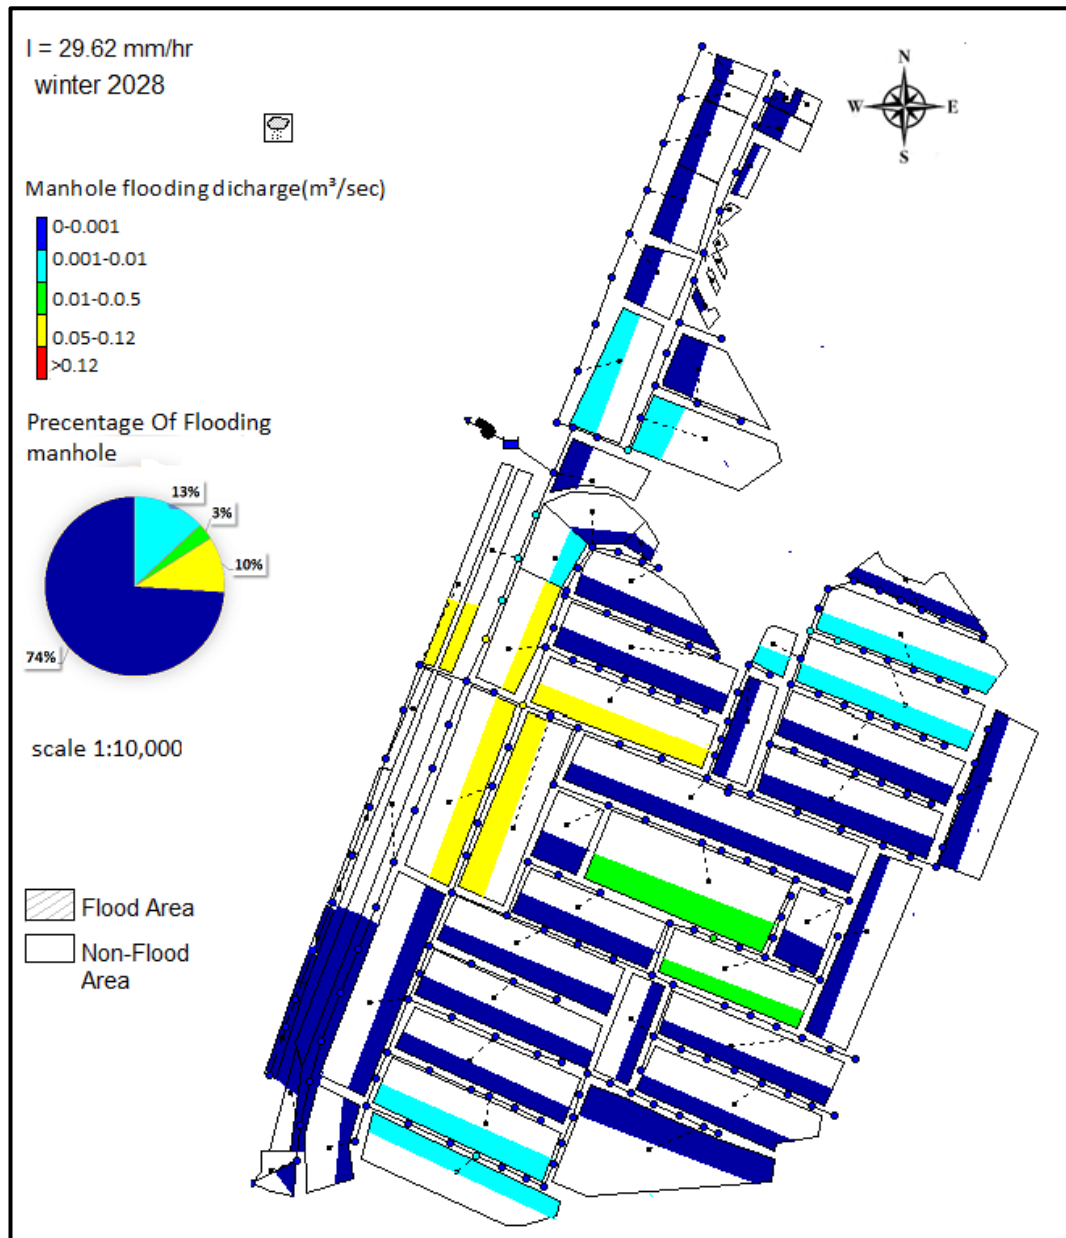 I = 29.62 mm/hr
winter 2028
N
W
E
S
Manhole flooding dicharge(m³/sec)
0-0.001
0.001-0.01
0.01-0.5
0.05-0.12
>0.12
Precentage Of Flooding
manhole
13%
3%
10%
74%
scale 1:10,000
Flood Area
Non-Flood
Area